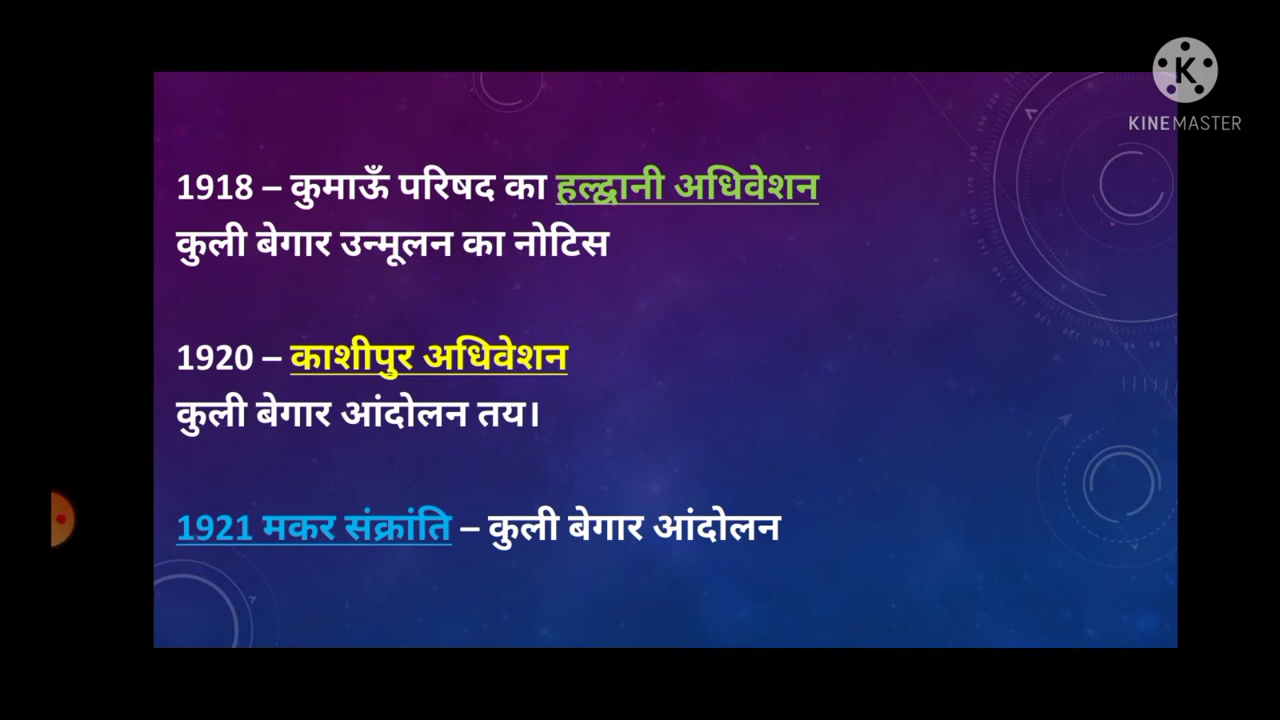 KINEMASTER
1918 – कुमाऊँ परिषद का हल्द्वानी अधिवेशन
कुली बेगार उन्मूलन का नोटिस
1920 – काशीपुर अधिवेशन
कुली बेगार आंदोलन तय।
1921 मकर संक्रांति – कुली बेगार आंदोलन